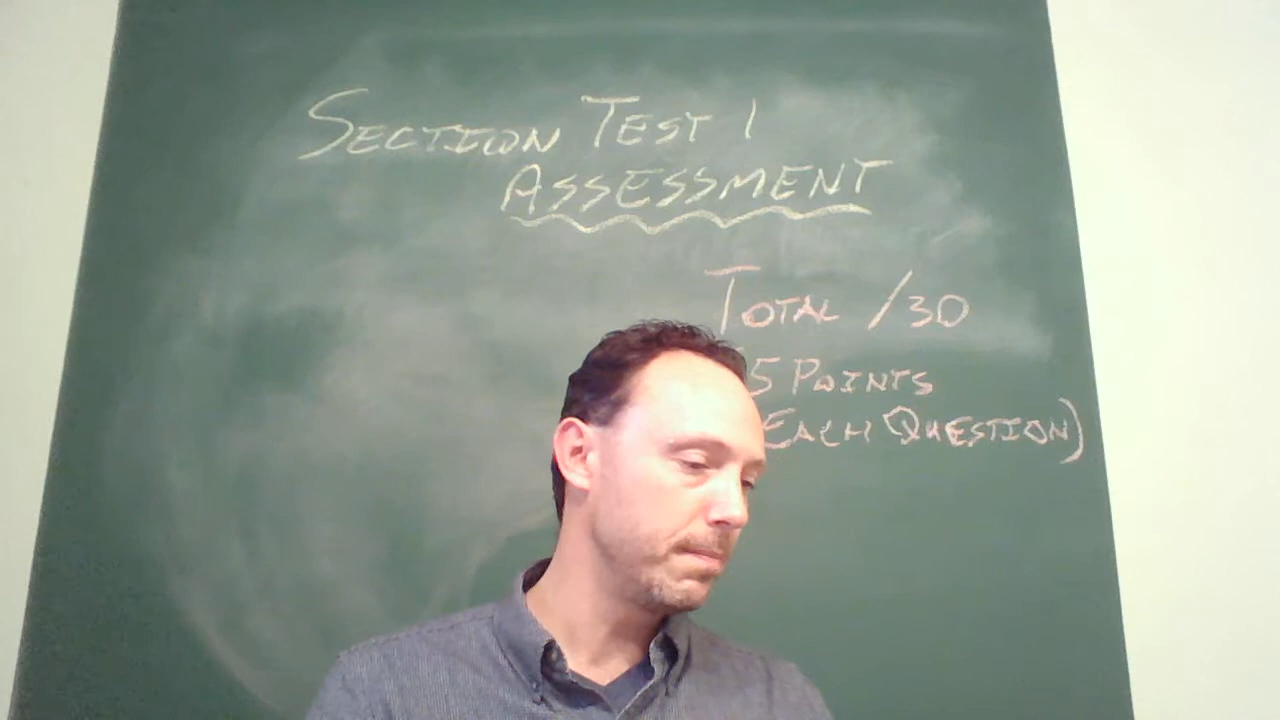 SECTION TEST 1
ASSESSMENT
TOTAL /30
5 POINTS
EACH QUESTION)